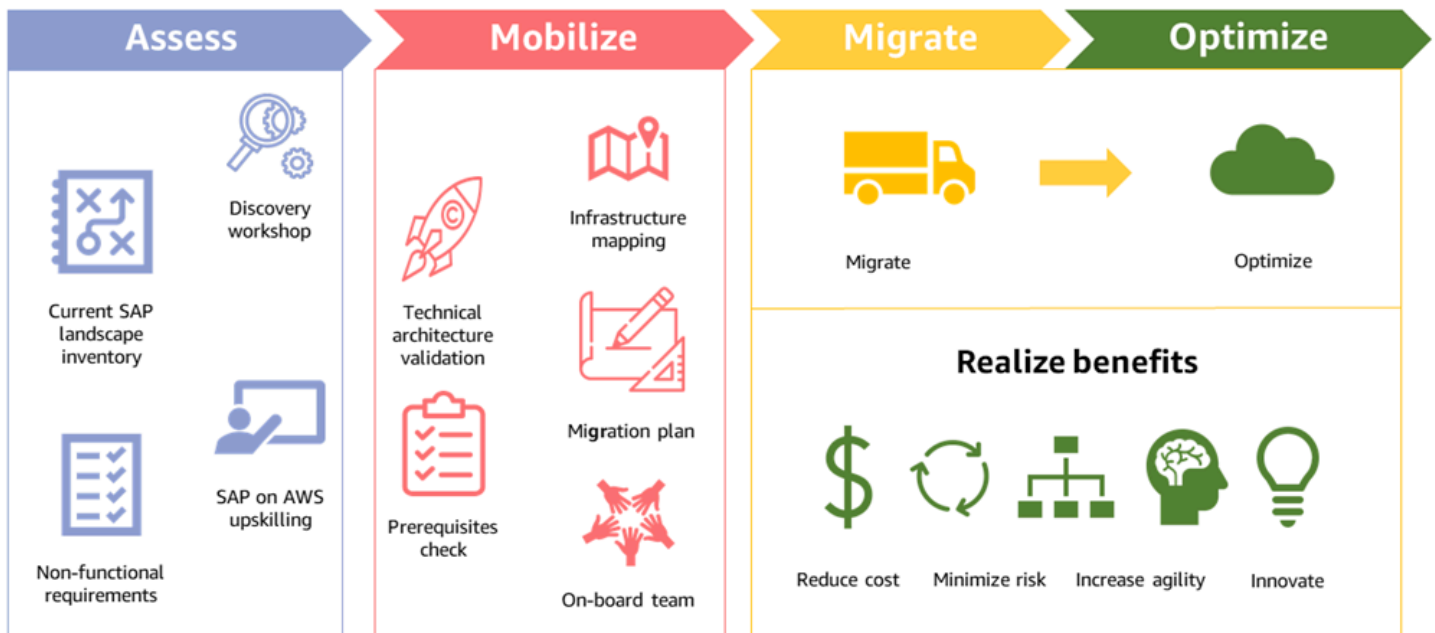 Assess
Mobilize
Migrate
Optimize
Discovery
workshop
Current SAP
landscape
inventory
SAP on AWS
upskilling
Non-functional
requirements
Infrastructure
mapping
C
Technical
architecture
validation
Migration plan
Prerequisites
check
On-board team
Migrate
Optimize
Realize benefits
$
Reduce cost
Minimize risk
Increase agility
Innovate